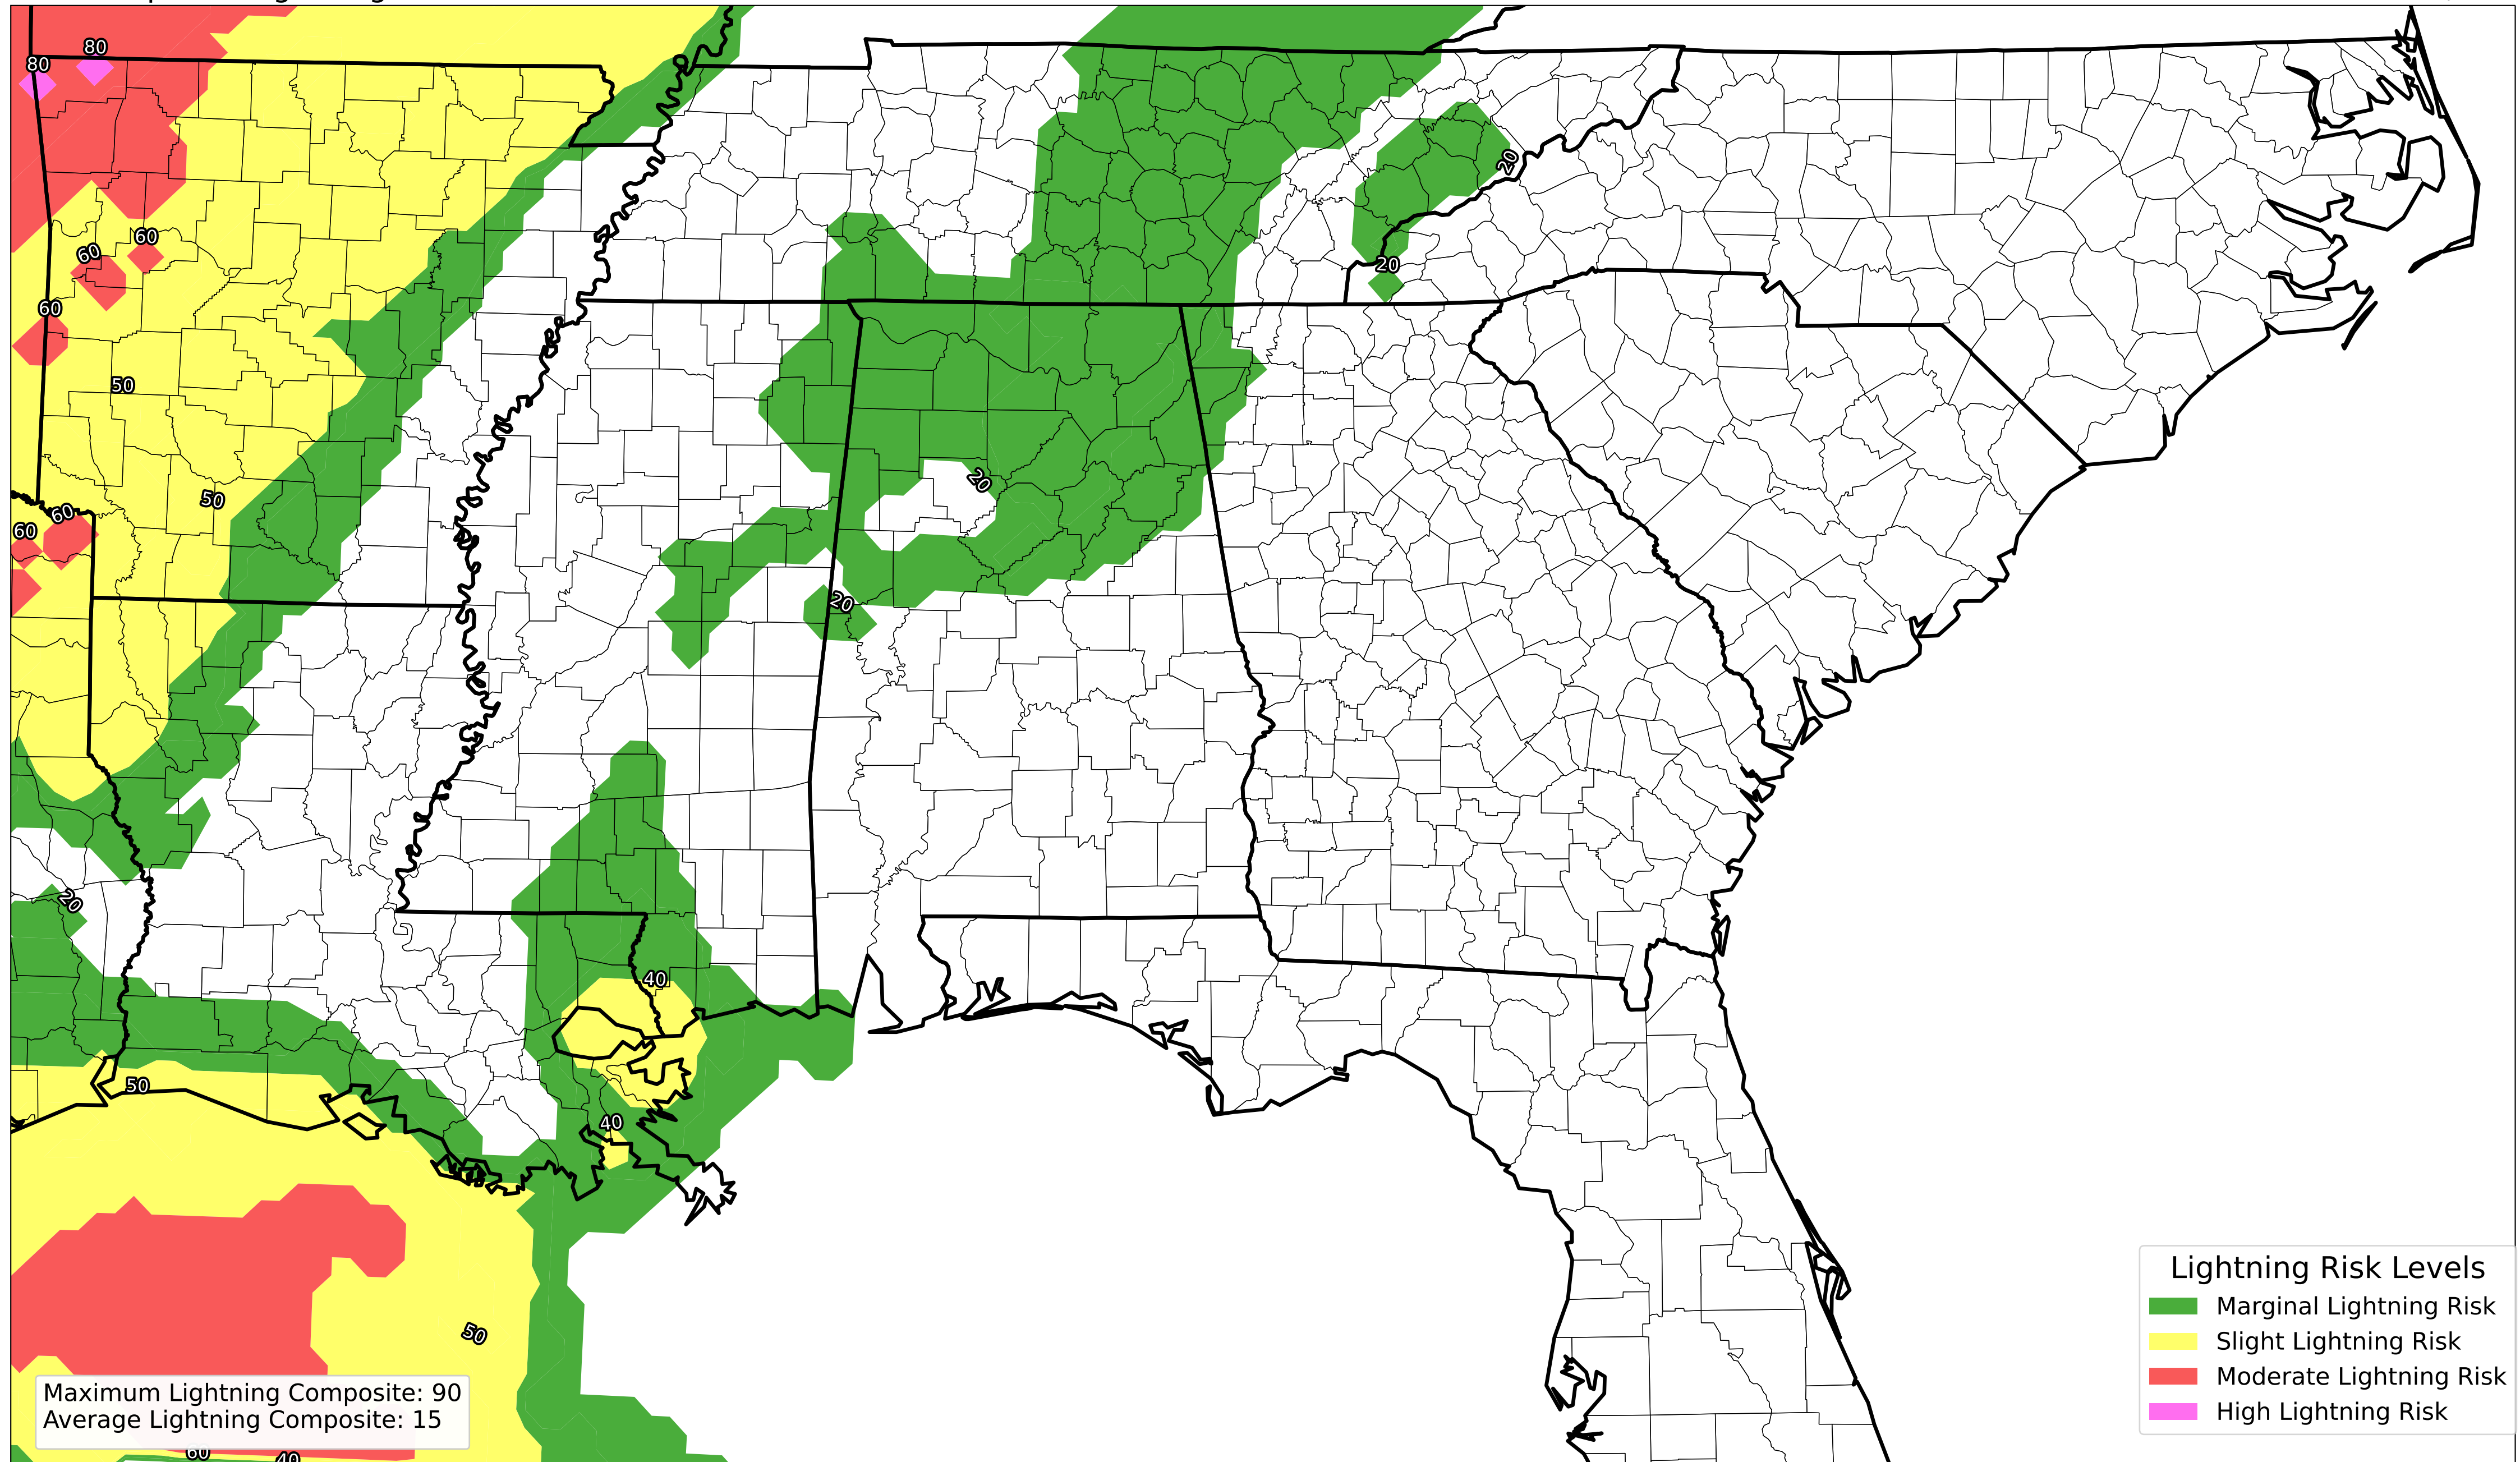 80
80
20
60
60
20
60
50
20
50
60
60
20
20
40
50
40
50
Lightning Risk Levels
Marginal Lightning Risk
Slight Lightning Risk
Moderate Lightning Risk
High Lightning Risk
Maximum Lightning Composite: 90
Average Lightning Composite: 15
60
40